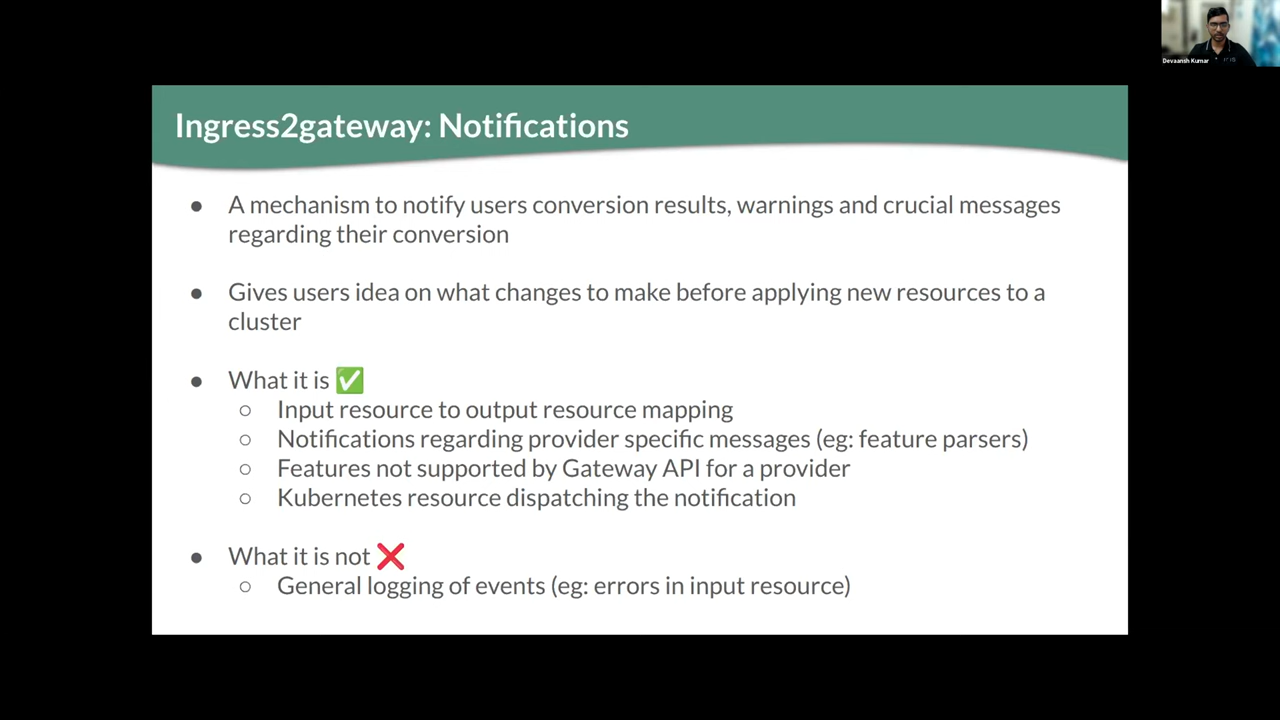 Devaansh Kumar
Ingress2gateway: Notifications
● A mechanism to notify users conversion results, warnings and crucial messages
regarding their conversion
● Gives users idea on what changes to make before applying new resources to a
cluster
● What it is ✅
○ Input resource to output resource mapping
○ Notifications regarding provider specific messages (eg: feature parsers)
○ Features not supported by Gateway API for a provider
○ Kubernetes resource dispatching the notification
● What it is not ❌
○ General logging of events (eg: errors in input resource)